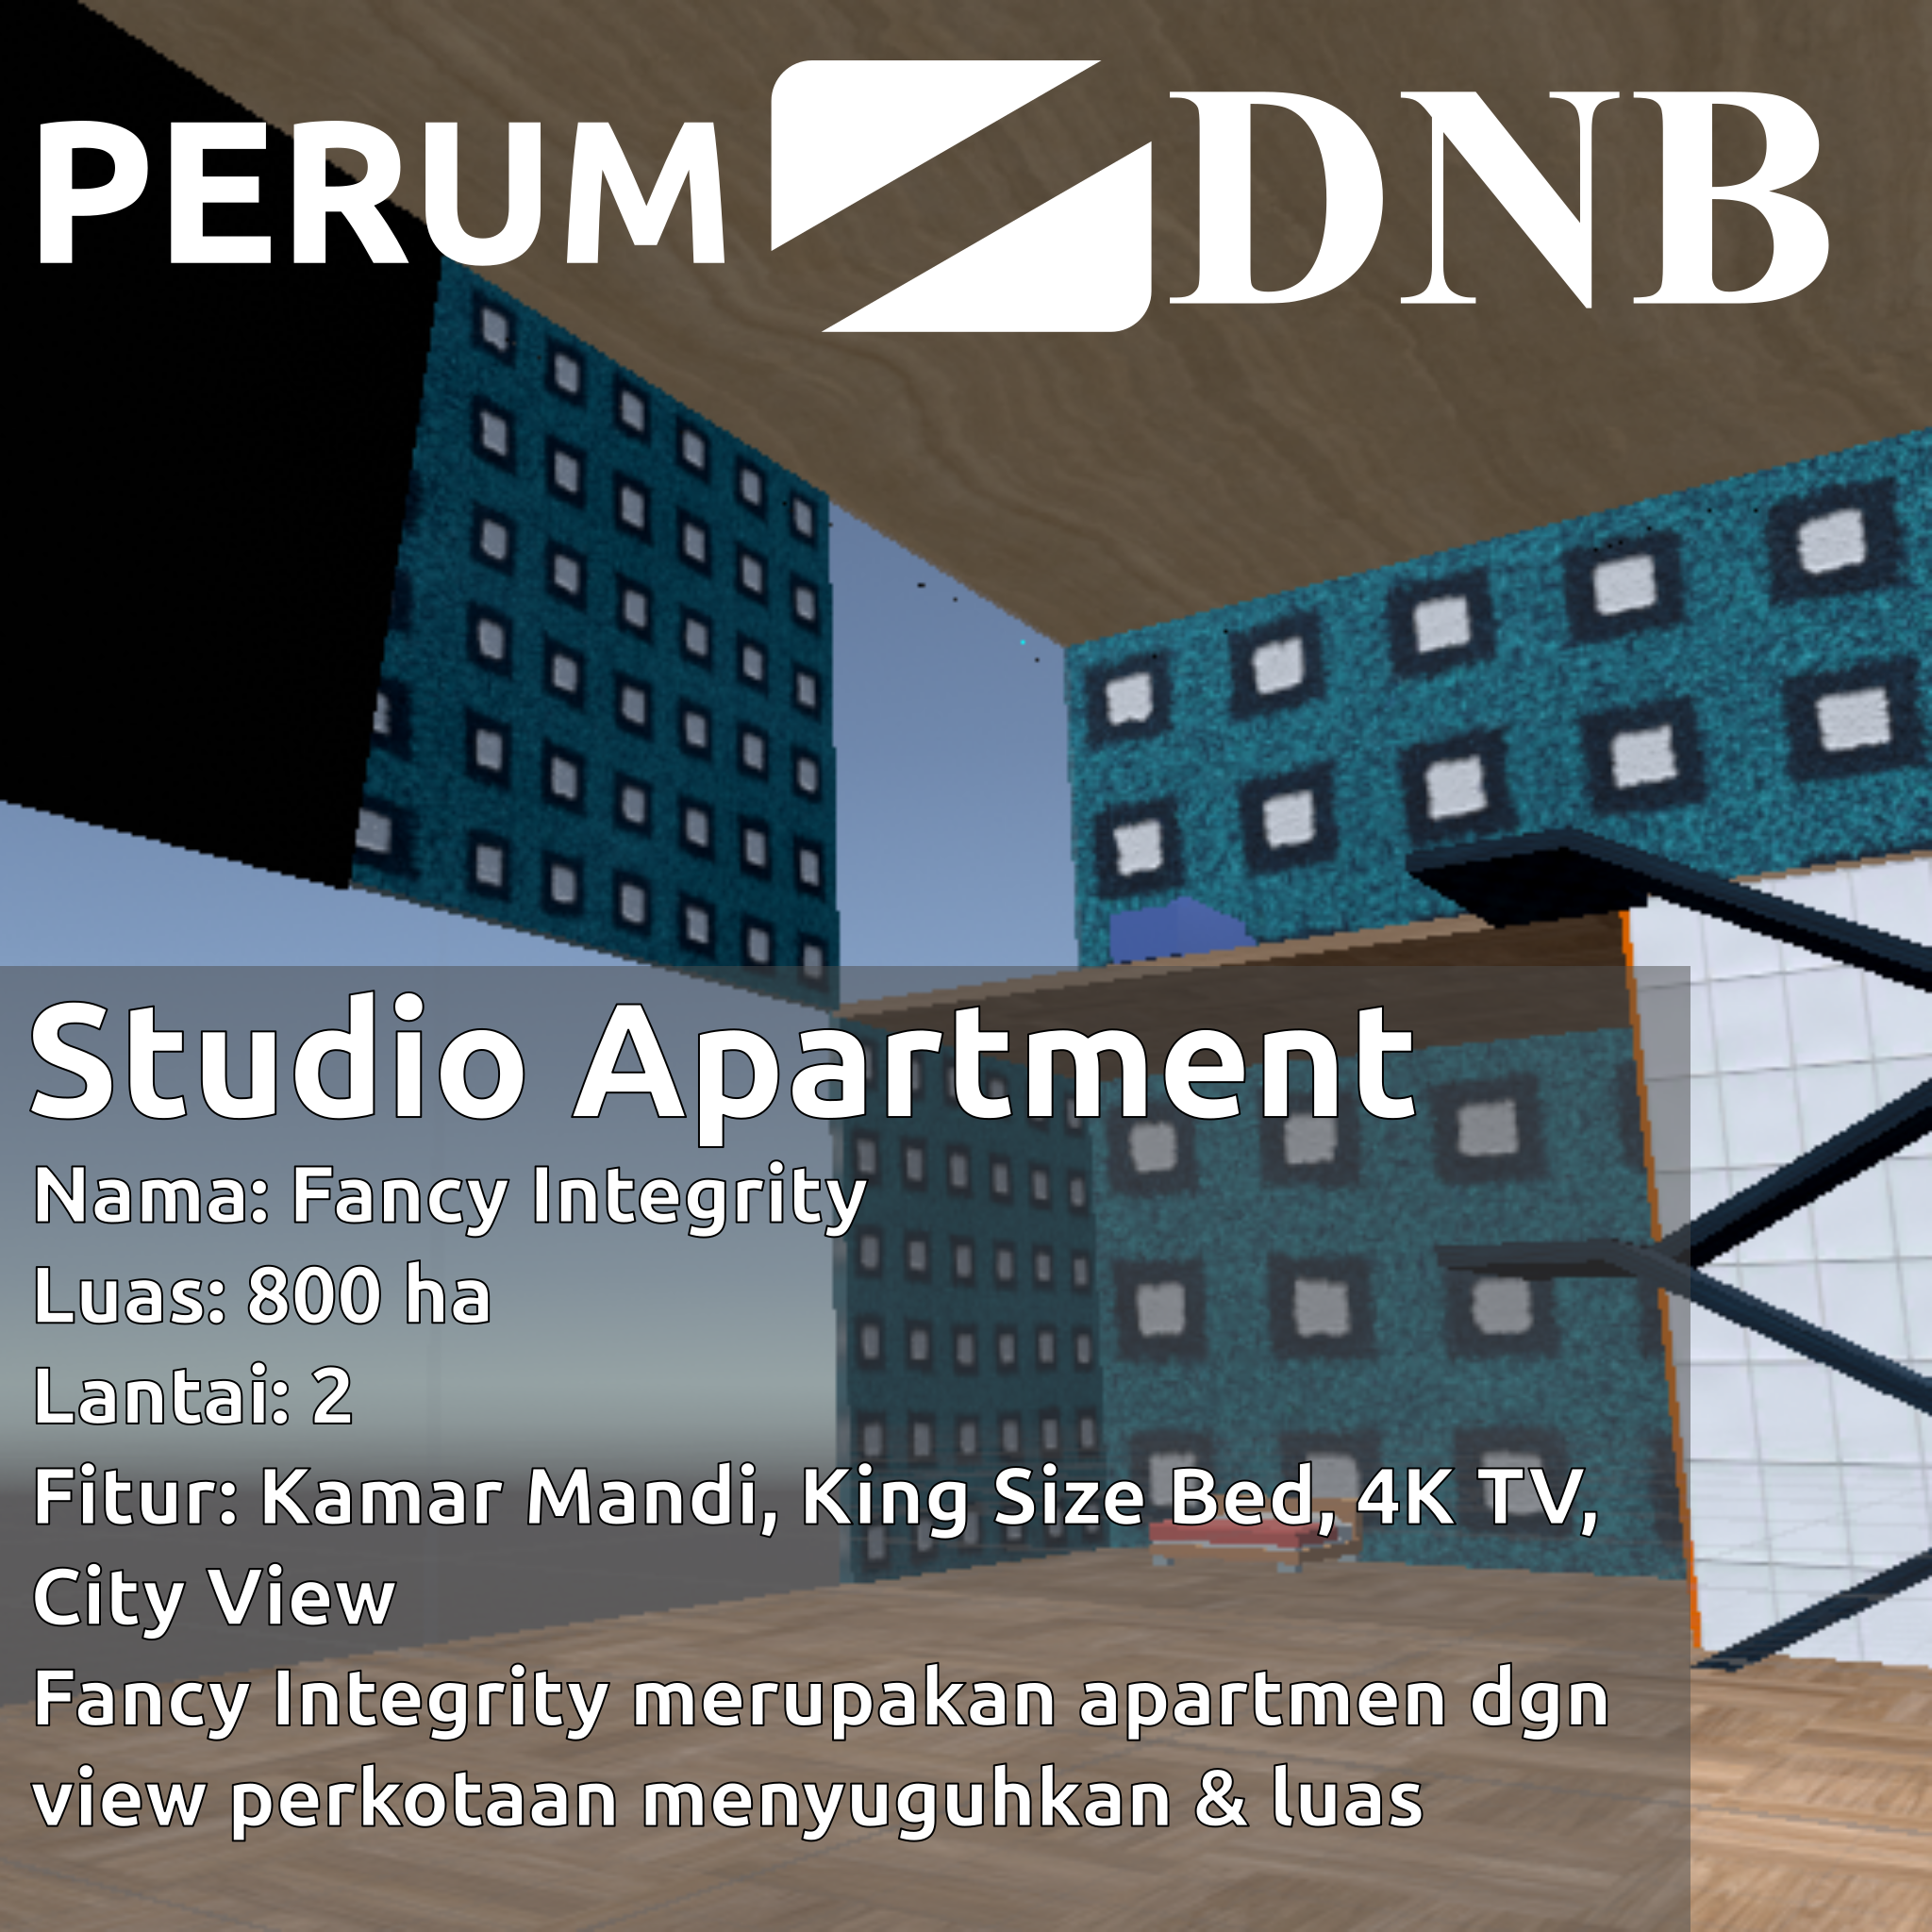 PERUM DNB
Studio Apartment
Nama: Fancy Integrity
Luas: 800 ha
Lantai: 2
Fitur: Kamar Mandi, King Size Bed, 4K TV,
City View
Fancy Integrity merupakan apartmen dgn
view perkotaan menyuguhkan & luas